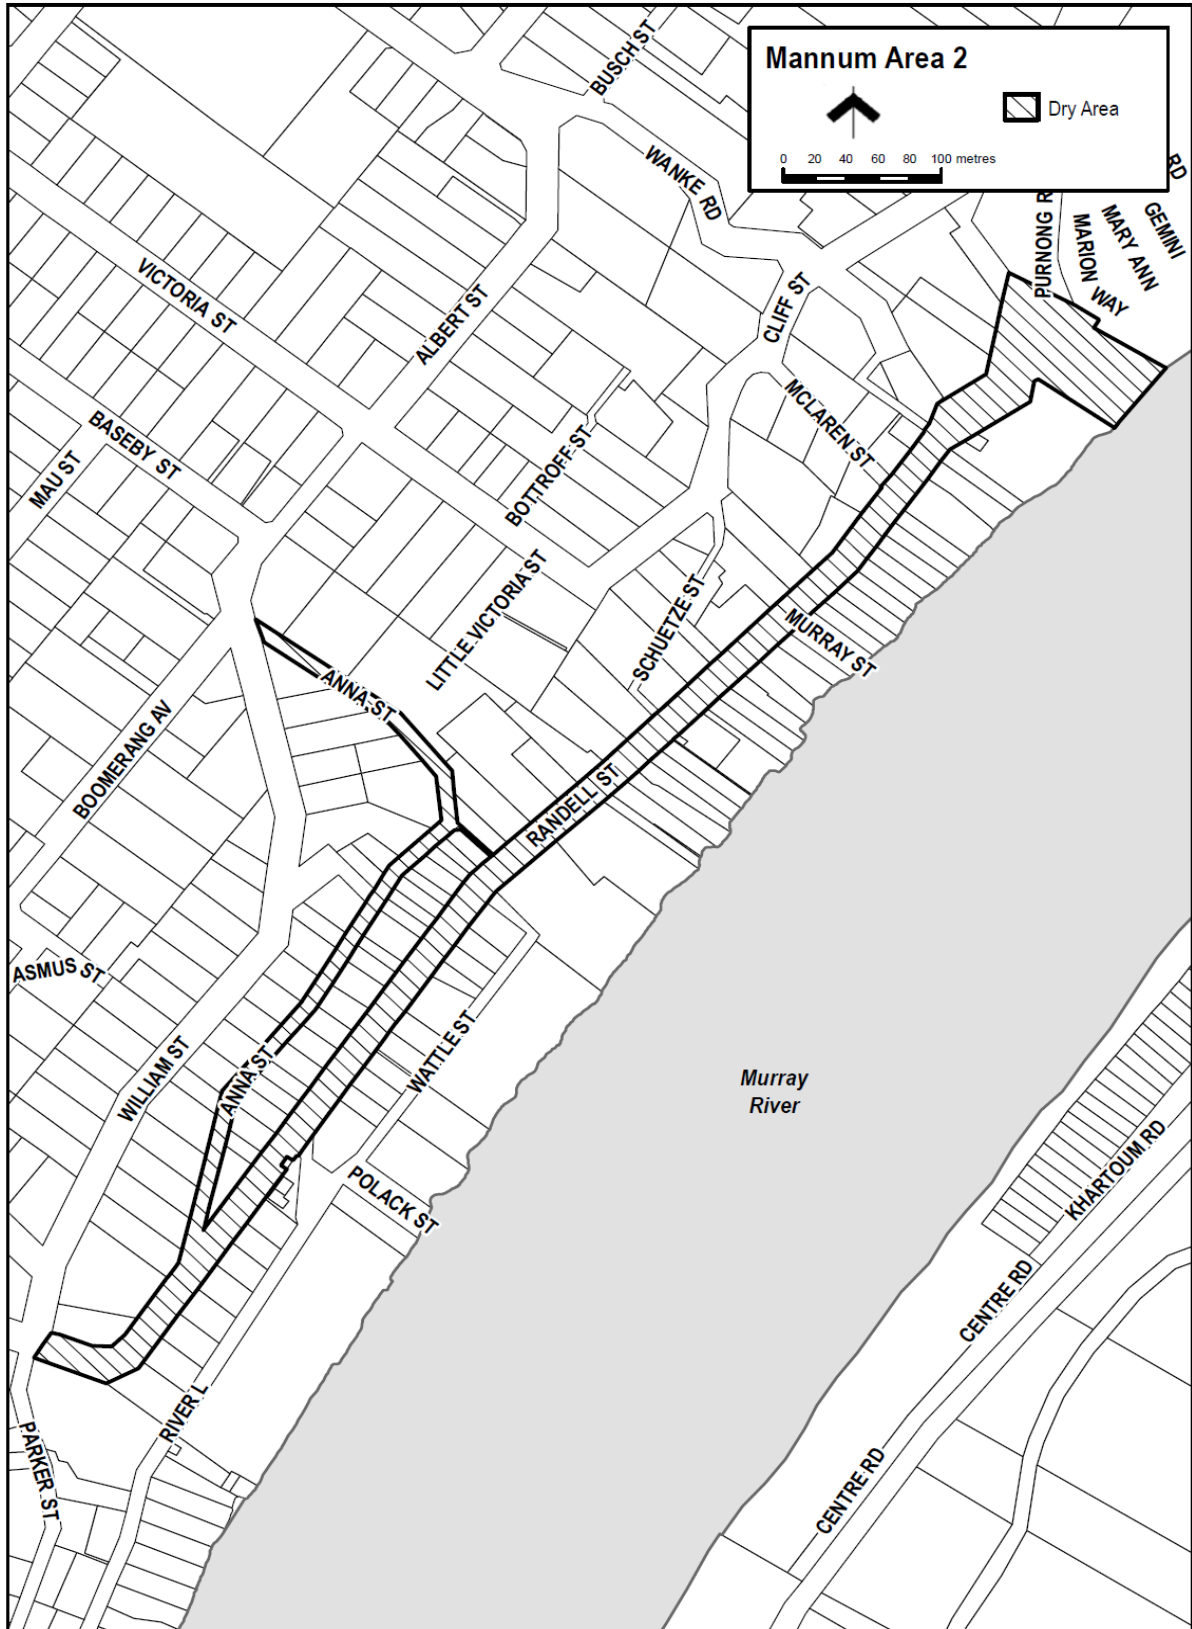 Mannum Area 2
Dry Area
0 20 40 60 80 100 metres
BUSCH ST
WANKE RD
RD
GEMINI
MARY ANN
MARION WAY
PURNONG R
VICTORIA ST
ALBERT ST
CLIFF ST
MCLAREN ST
BASEBY ST
MAU ST
BOTTROFF ST
LITTLE VICTORIA ST
SCHUETZE ST
MURRAY ST
ANNA ST
BOOMERANG AV
RANDELL ST
ASMUS ST
WILLIAM ST
ANNA ST
WATTLE ST
Murray
River
POLACK ST
KHARTOUM RD
CENTRE RD
RIVER L
PARKER ST
CENTRE RD